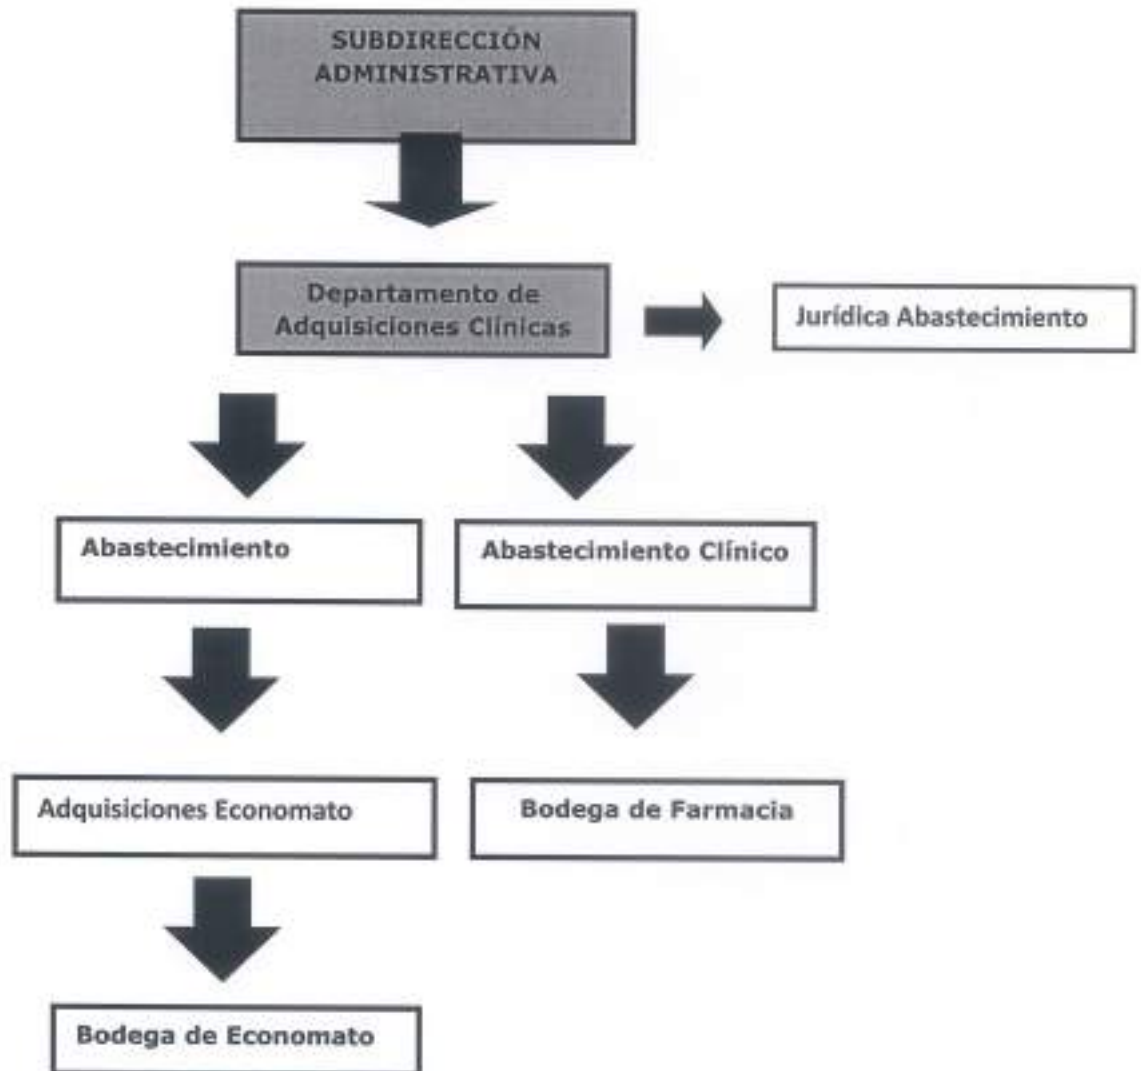 SUBDIRECCIÓN
ADMINISTRATIVA
Departamento de
Adquisiciones Clínicas
Jurídica Abastecimiento
Abastecimiento
Abastecimiento Clínico
Adquisiciones Economato
Bodega de Farmacia
Bodega de Economato